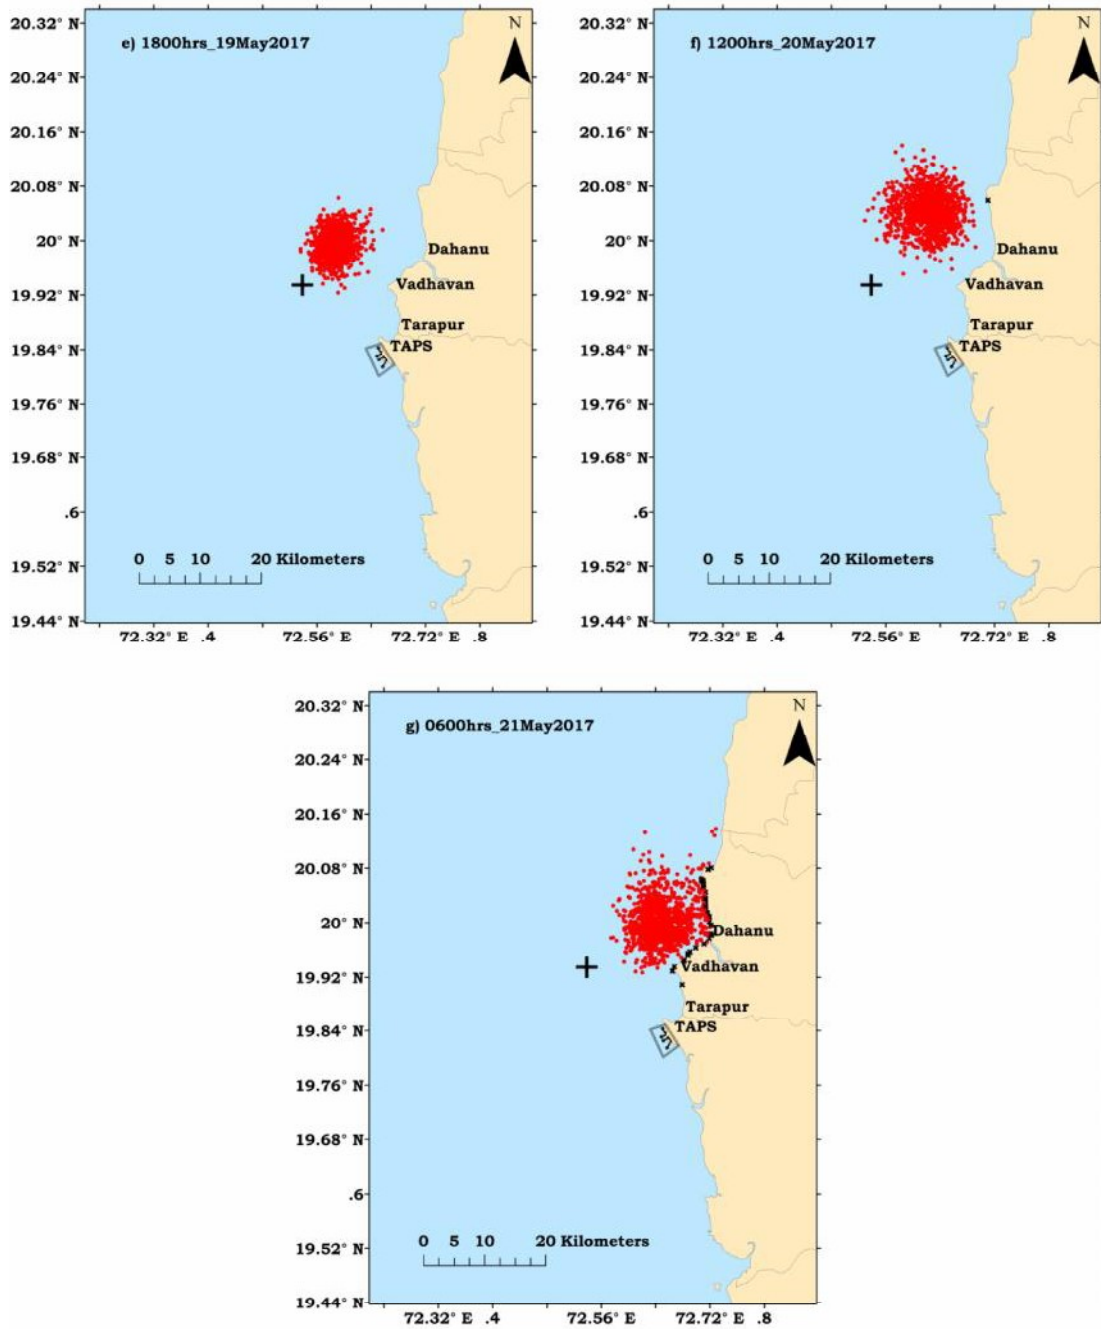 e) 1800hrs_19May2017
N
20.32° N
20.24° N
20.16° N
20.08° N
20° N
19.92° N
19.84° N
19.76° N
19.68° N
.6
19.52° N
19.44° N
Dahanu
Vadhavan
Tarapur
TAPS
0 5 10 20 Kilometers
72.32° E .4 72.56° E 72.72° E .8
f) 1200hrs_20May2017
N
20.32° N
20.24° N
20.16° N
20.08° N
20° N
19.92° N
19.84° N
19.76° N
19.68° N
.6
19.52° N
19.44° N
Dahanu
Vadhavan
Tarapur
TAPS
0 5 10 20 Kilometers
72.32° E .4 72.56° E 72.72° E .8
g) 0600hrs_21May2017
N
20.32° N
20.24° N
20.16° N
20.08° N
20° N
19.92° N
19.84° N
19.76° N
19.68° N
.6
19.52° N
19.44° N
Dahanu
Vadhavan
Tarapur
TAPS
0 5 10 20 Kilometers
72.32° E .4 72.56° E 72.72° E .8